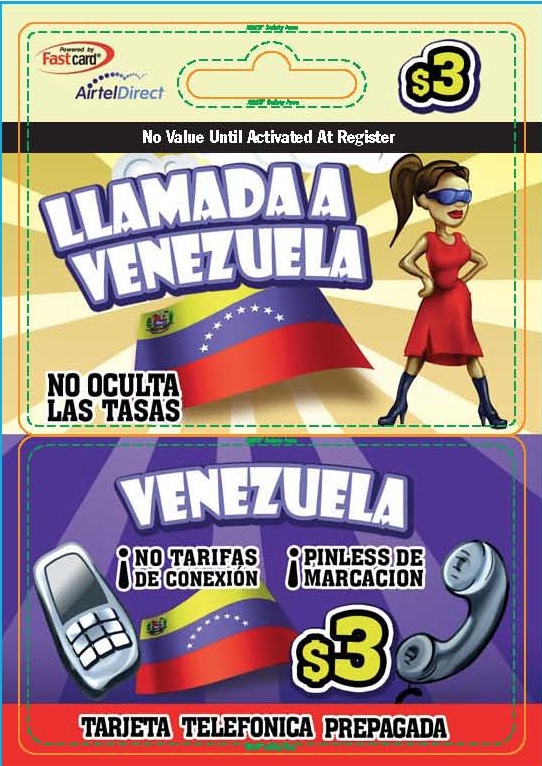 Powered by
Fastcard®
AirtelDirect
$3
No Value Until Activated At Register
LLAMADA A
VENEZUELA
NO OCULTA
LAS TASAS
VENEZUELA
¡NO TARIFAS
DE CONEXIÓN
¡PINLESS DE
MARCACION
$3
TARJETA TELEFONICA PREPAGADA